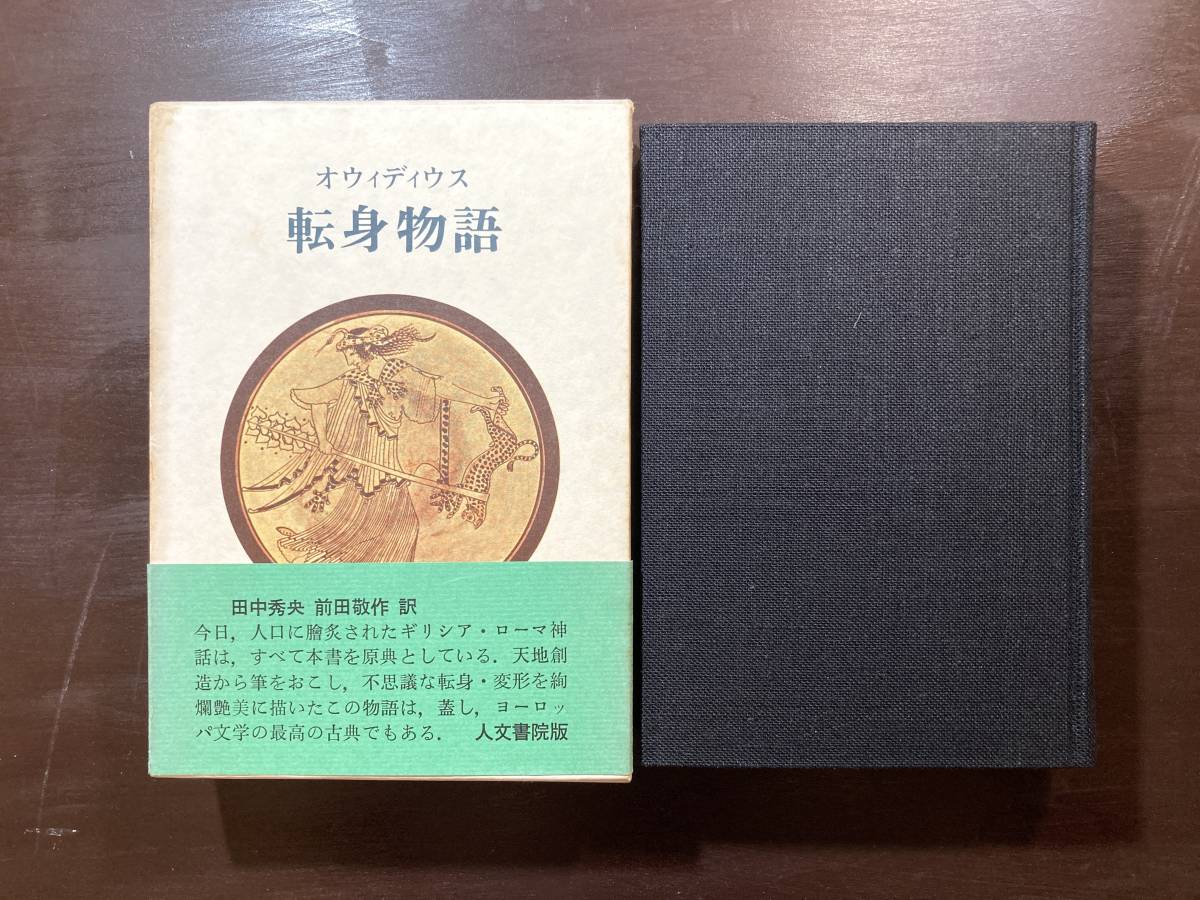 オウィディウス
転身物語
田中秀央 前田敬作 訳
今日，人口に膾炙されたギリシア・ローマ神
話は，すべて本書を原典としている．天地創
造から筆をおこし，不思議な転身・変形を絢
爛艶美に描いたこの物語は，蓋し，ヨーロッ
パ文学の最高の古典でもある． 人文書院版